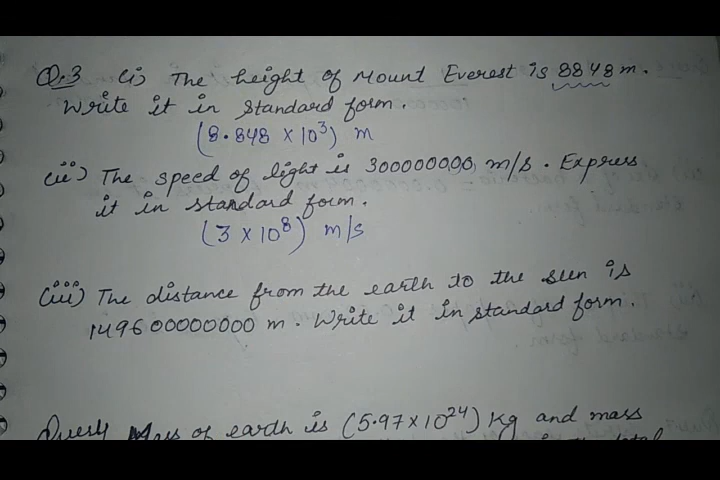 Q.3 (i) The height of Mount Everest is 8848 m.
Write it in standard form.
(8.848 × 10³) m
(ii) The speed of light is 300000000 m/s. Express
it in standard form.
(3 × 10⁸) m/s
(iii) The distance from the earth to the sun is
149600000000 m. Write it in standard form.
Mass of earth is (5.97 × 10²⁴) Kg and mass